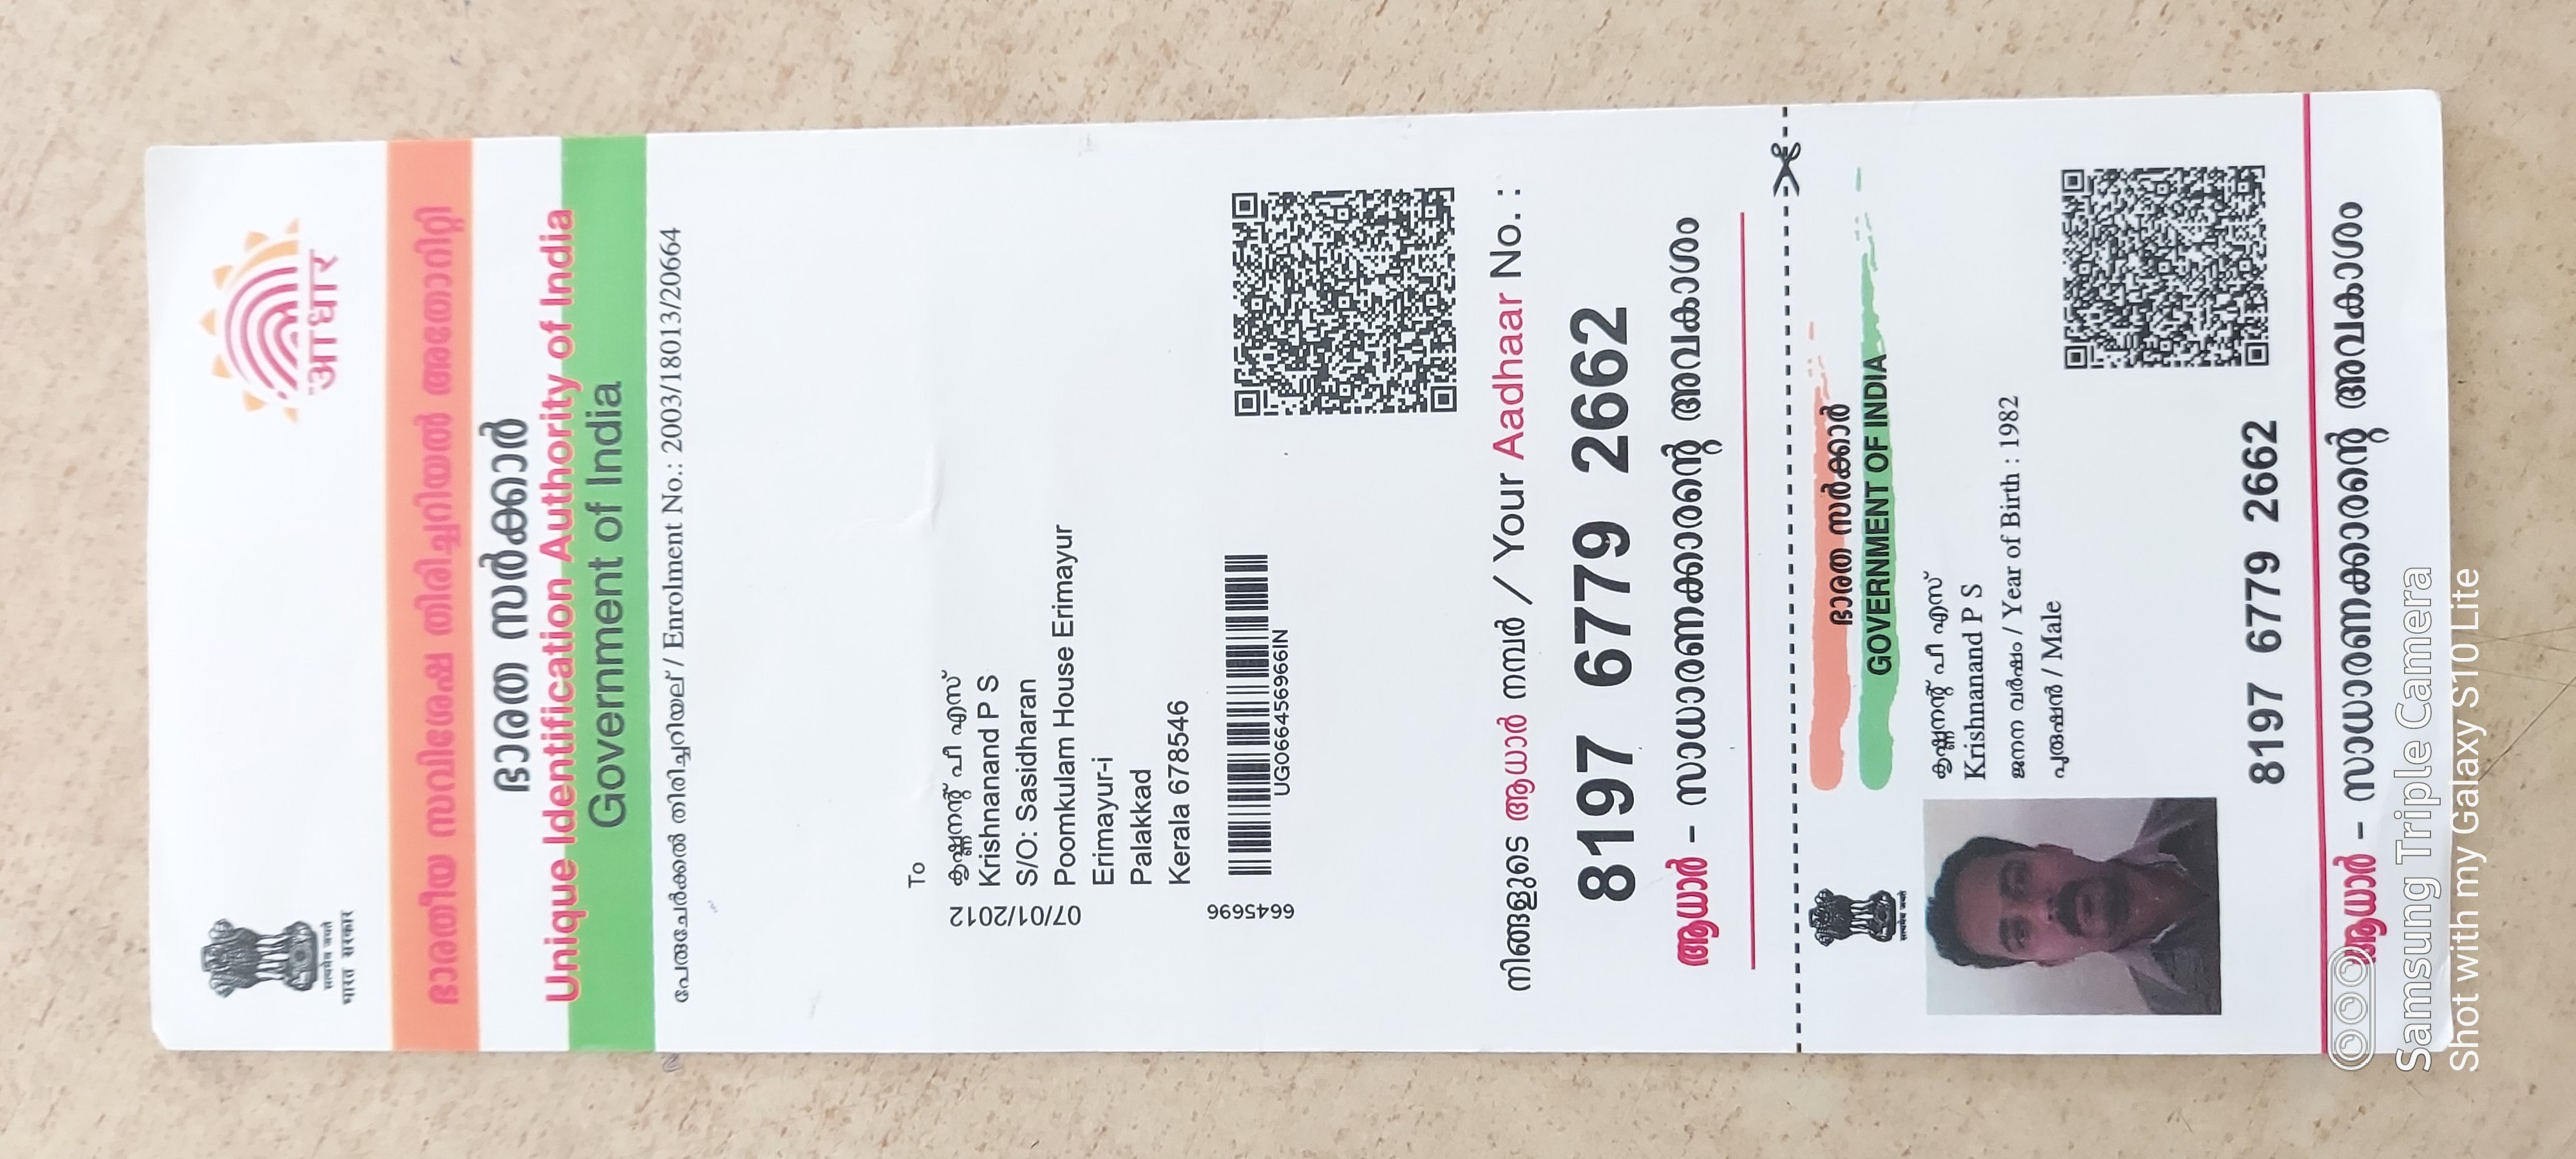 सत्यमेव जयते
भारत सरकार
आधार
ഭാരതീയ സവിശേഷ തിരിച്ചറിയൽ അതോറിറ്റി
ഭാരത സർക്കാർ
Unique Identification Authority of India
Government of India
പേരുചേർക്കൽ തിരിച്ചറിയല് / Enrolment No.: 2003/18013/20664
To
കൃഷ്ണനന്റ് പീ എസ്
Krishnanand P S
S/O: Sasidharan
Poomkulam House Erimayur
Erimayur-i
Palakkad
Kerala 678546
07/01/2012
6645696
UG066456966IN
നിങ്ങളുടെ ആധാർ നമ്പർ / Your Aadhaar No. :
8197 6779 2662
ആധാർ - സാധാരണക്കാരന്റെ അവകാശം
सत्यमेव जयते
ഭാരത സർക്കാർ
GOVERNMENT OF INDIA
കൃഷ്ണനന്റ് പീ എസ്
Krishnanand P S
ജനന വർഷം / Year of Birth : 1982
പുരുഷൻ / Male
8197 6779 2662
ആധാർ - സാധാരണക്കാരന്റെ അവകാശം
Samsung Triple Camera
Shot with my Galaxy S10 Lite